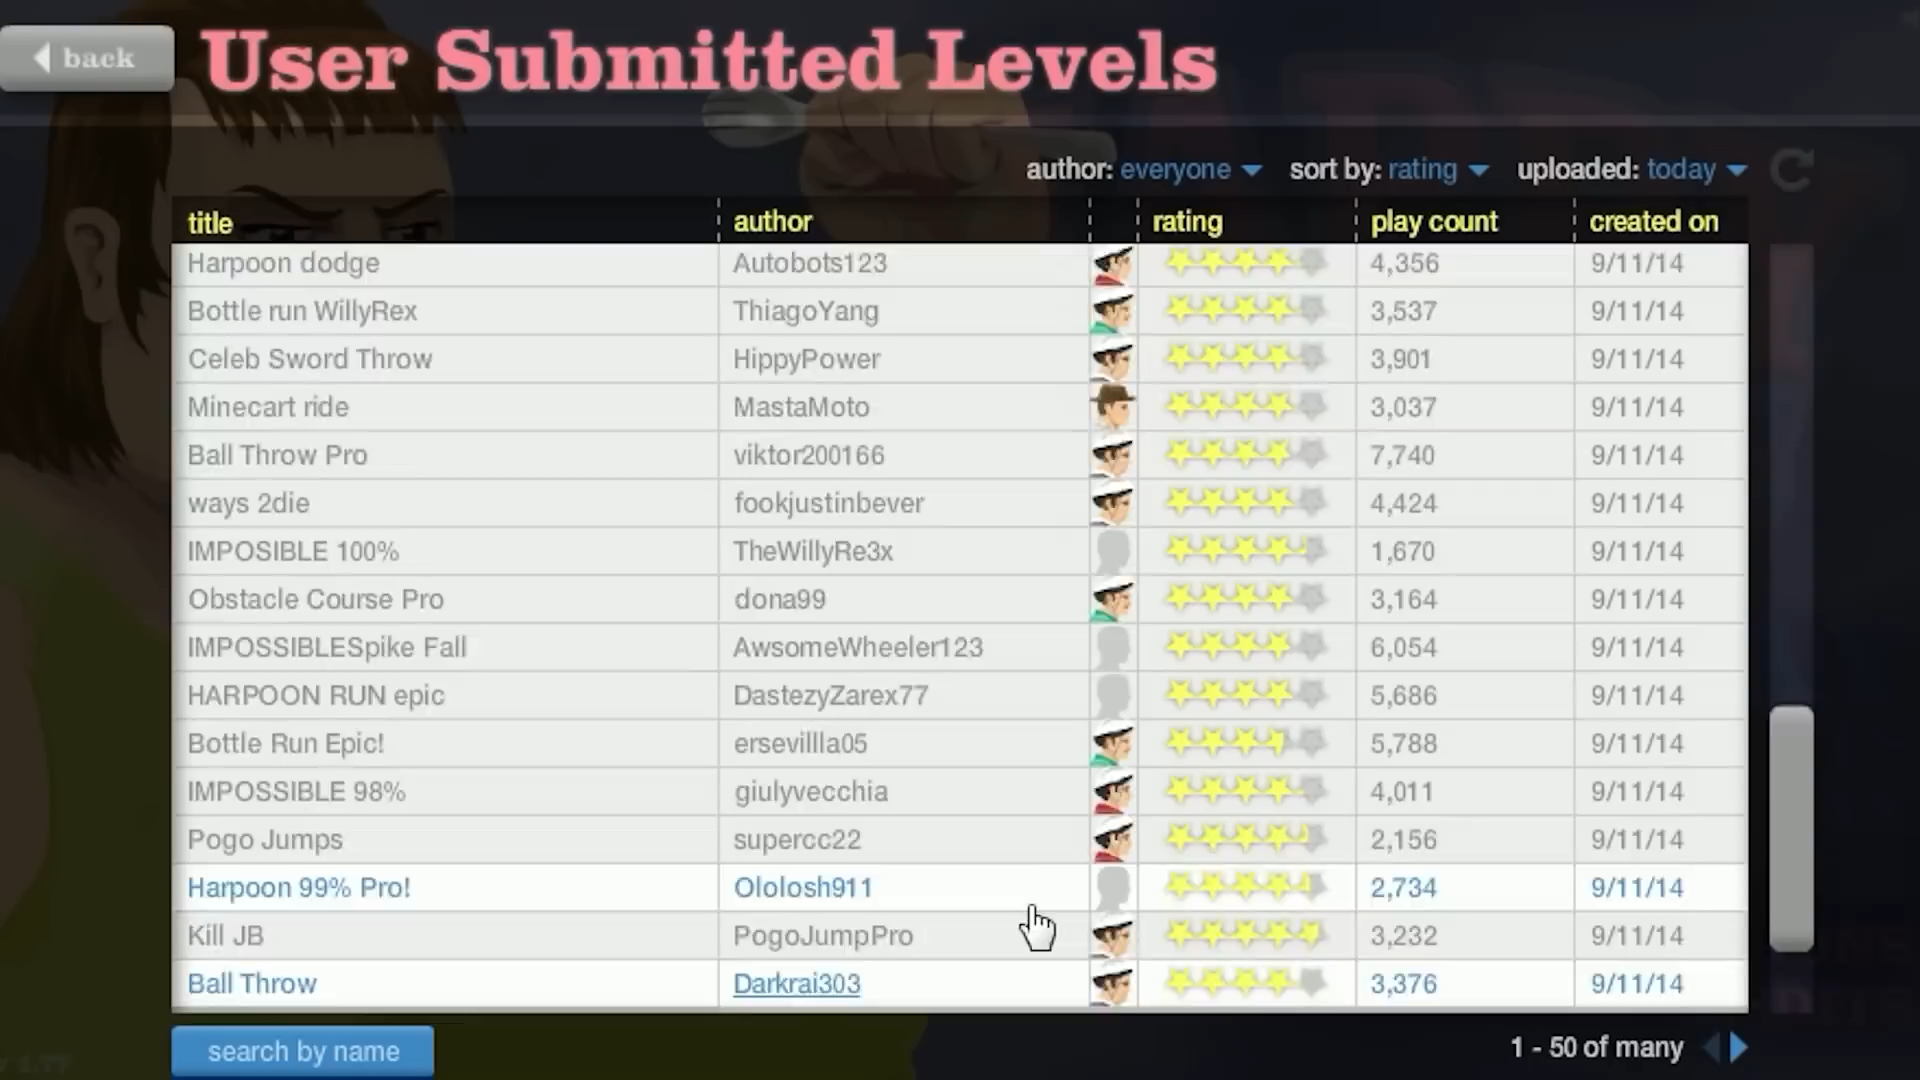 back
User Submitted Levels
author: everyone sort by: rating uploaded: today
title author rating play count created on
Harpoon dodge Autobots123 4,356 9/11/14
Bottle run WillyRex ThiagoYang 3,537 9/11/14
Celeb Sword Throw HippyPower 3,901 9/11/14
Minecart ride MastaMoto 3,037 9/11/14
Ball Throw Pro viktor200166 7,740 9/11/14
ways 2die fookjustinbever 4,424 9/11/14
IMPOSIBLE 100% TheWillyRe3x 1,670 9/11/14
Obstacle Course Pro dona99 3,164 9/11/14
IMPOSSIBLESpike Fall AwsomeWheeler123 6,054 9/11/14
HARPOON RUN epic DastezyZarex77 5,686 9/11/14
Bottle Run Epic! ersevillla05 5,788 9/11/14
IMPOSSIBLE 98% giulyvecchia 4,011 9/11/14
Pogo Jumps supercc22 2,156 9/11/14
Harpoon 99% Pro! Ololosh911 2,734 9/11/14
Kill JB PogoJumpPro 3,232 9/11/14
Ball Throw Darkrai303 3,376 9/11/14
search by name 1 - 50 of many